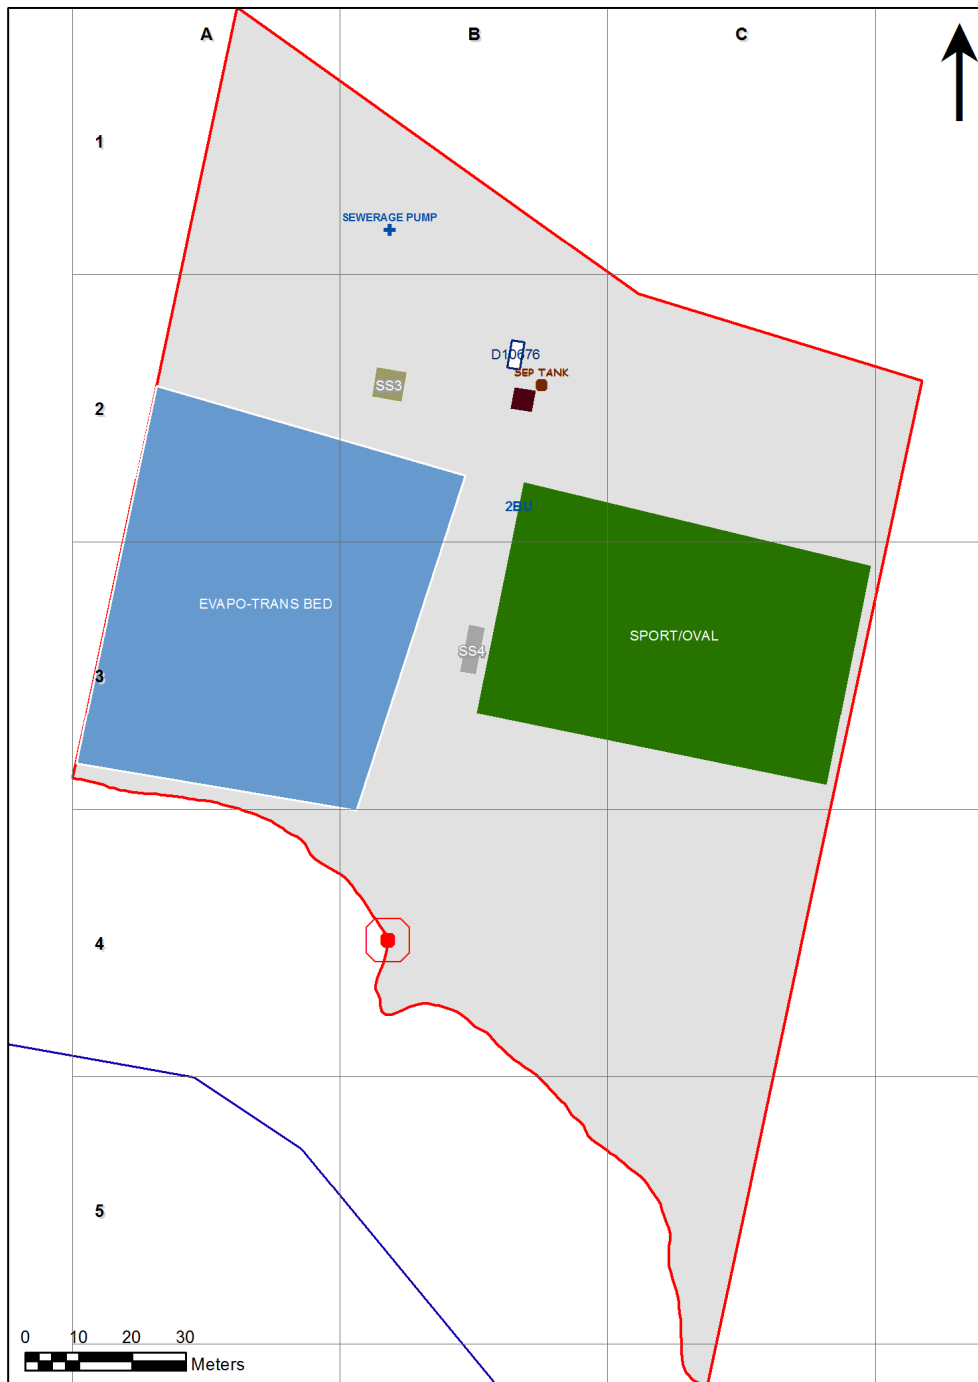 A B C
1
SEWERAGE PUMP
D10676
SEP TANK
SS3
2
2BU
EVAPO-TRANS BED
SPORT/OVAL
SS4
3
4
5
0 10 20 30
Meters